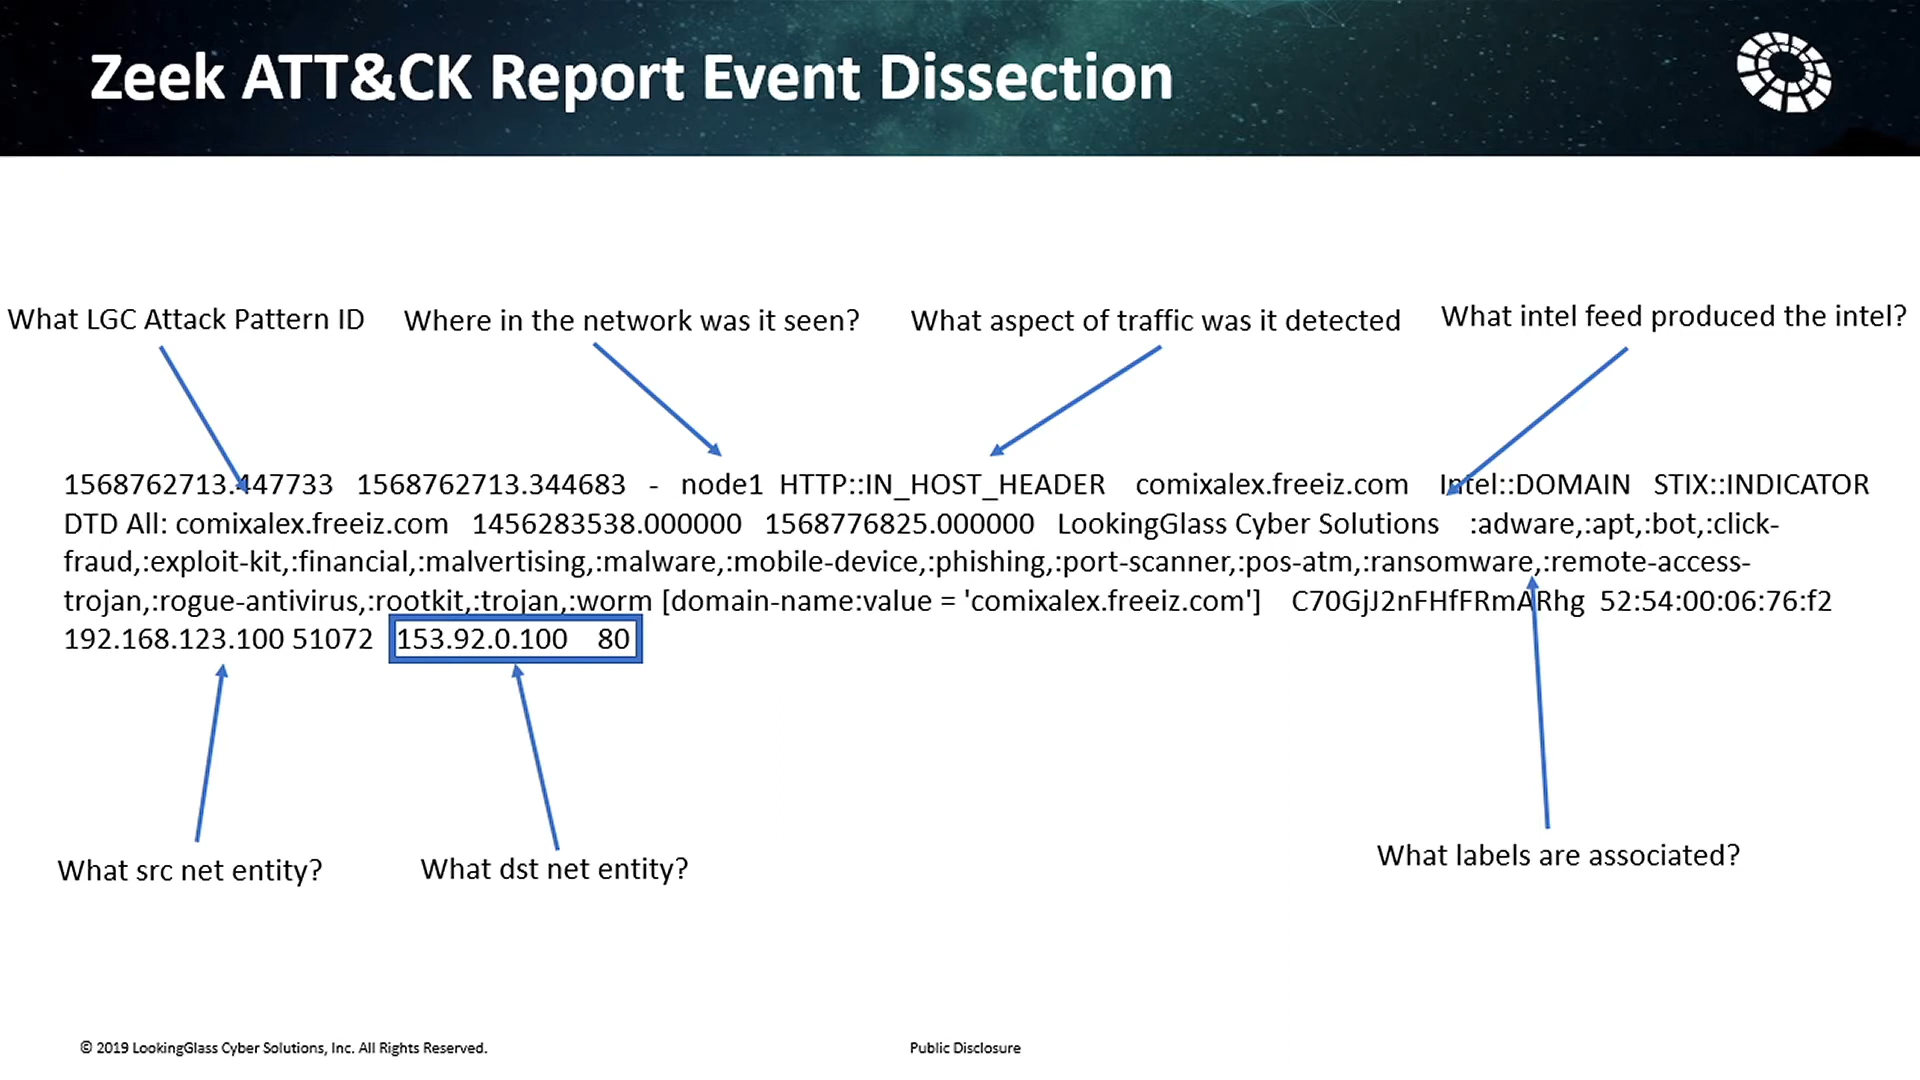 Zeek ATT&CK Report Event Dissection
What LGC Attack Pattern ID
Where in the network was it seen?
What aspect of traffic was it detected
What intel feed produced the intel?
1568762713.447733 1568762713.344683 - node1 HTTP::IN_HOST_HEADER comixalex.freeiz.com Intel::DOMAIN STIX::INDICATOR
DTD All: comixalex.freeiz.com 1456283538.000000 1568776825.000000 LookingGlass Cyber Solutions :adware,:apt,:bot,:click-
fraud,:exploit-kit,:financial,:malvertising,:malware,:mobile-device,:phishing,:port-scanner,:pos-atm,:ransomware,:remote-access-
trojan,:rogue-antivirus,:rootkit,:trojan,:worm [domain-name:value = 'comixalex.freeiz.com'] C70GjJ2nFHfFRmARhg 52:54:00:06:76:f2
192.168.123.100 51072 153.92.0.100 80
What src net entity?
What dst net entity?
What labels are associated?
© 2019 LookingGlass Cyber Solutions, Inc. All Rights Reserved.
Public Disclosure